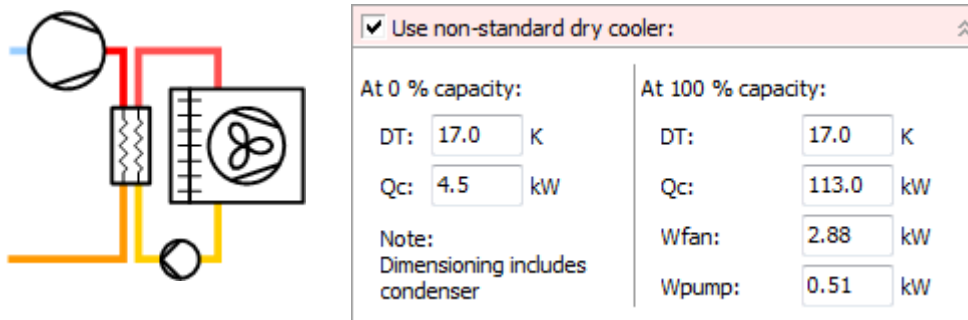 Use non-standard dry cooler:
At 0 % capacity:
DT: 17.0 K
Qc: 4.5 kW
Note:
Dimensioning includes
condenser
At 100 % capacity:
DT: 17.0 K
Qc: 113.0 kW
Wfan: 2.88 kW
Wpump: 0.51 kW